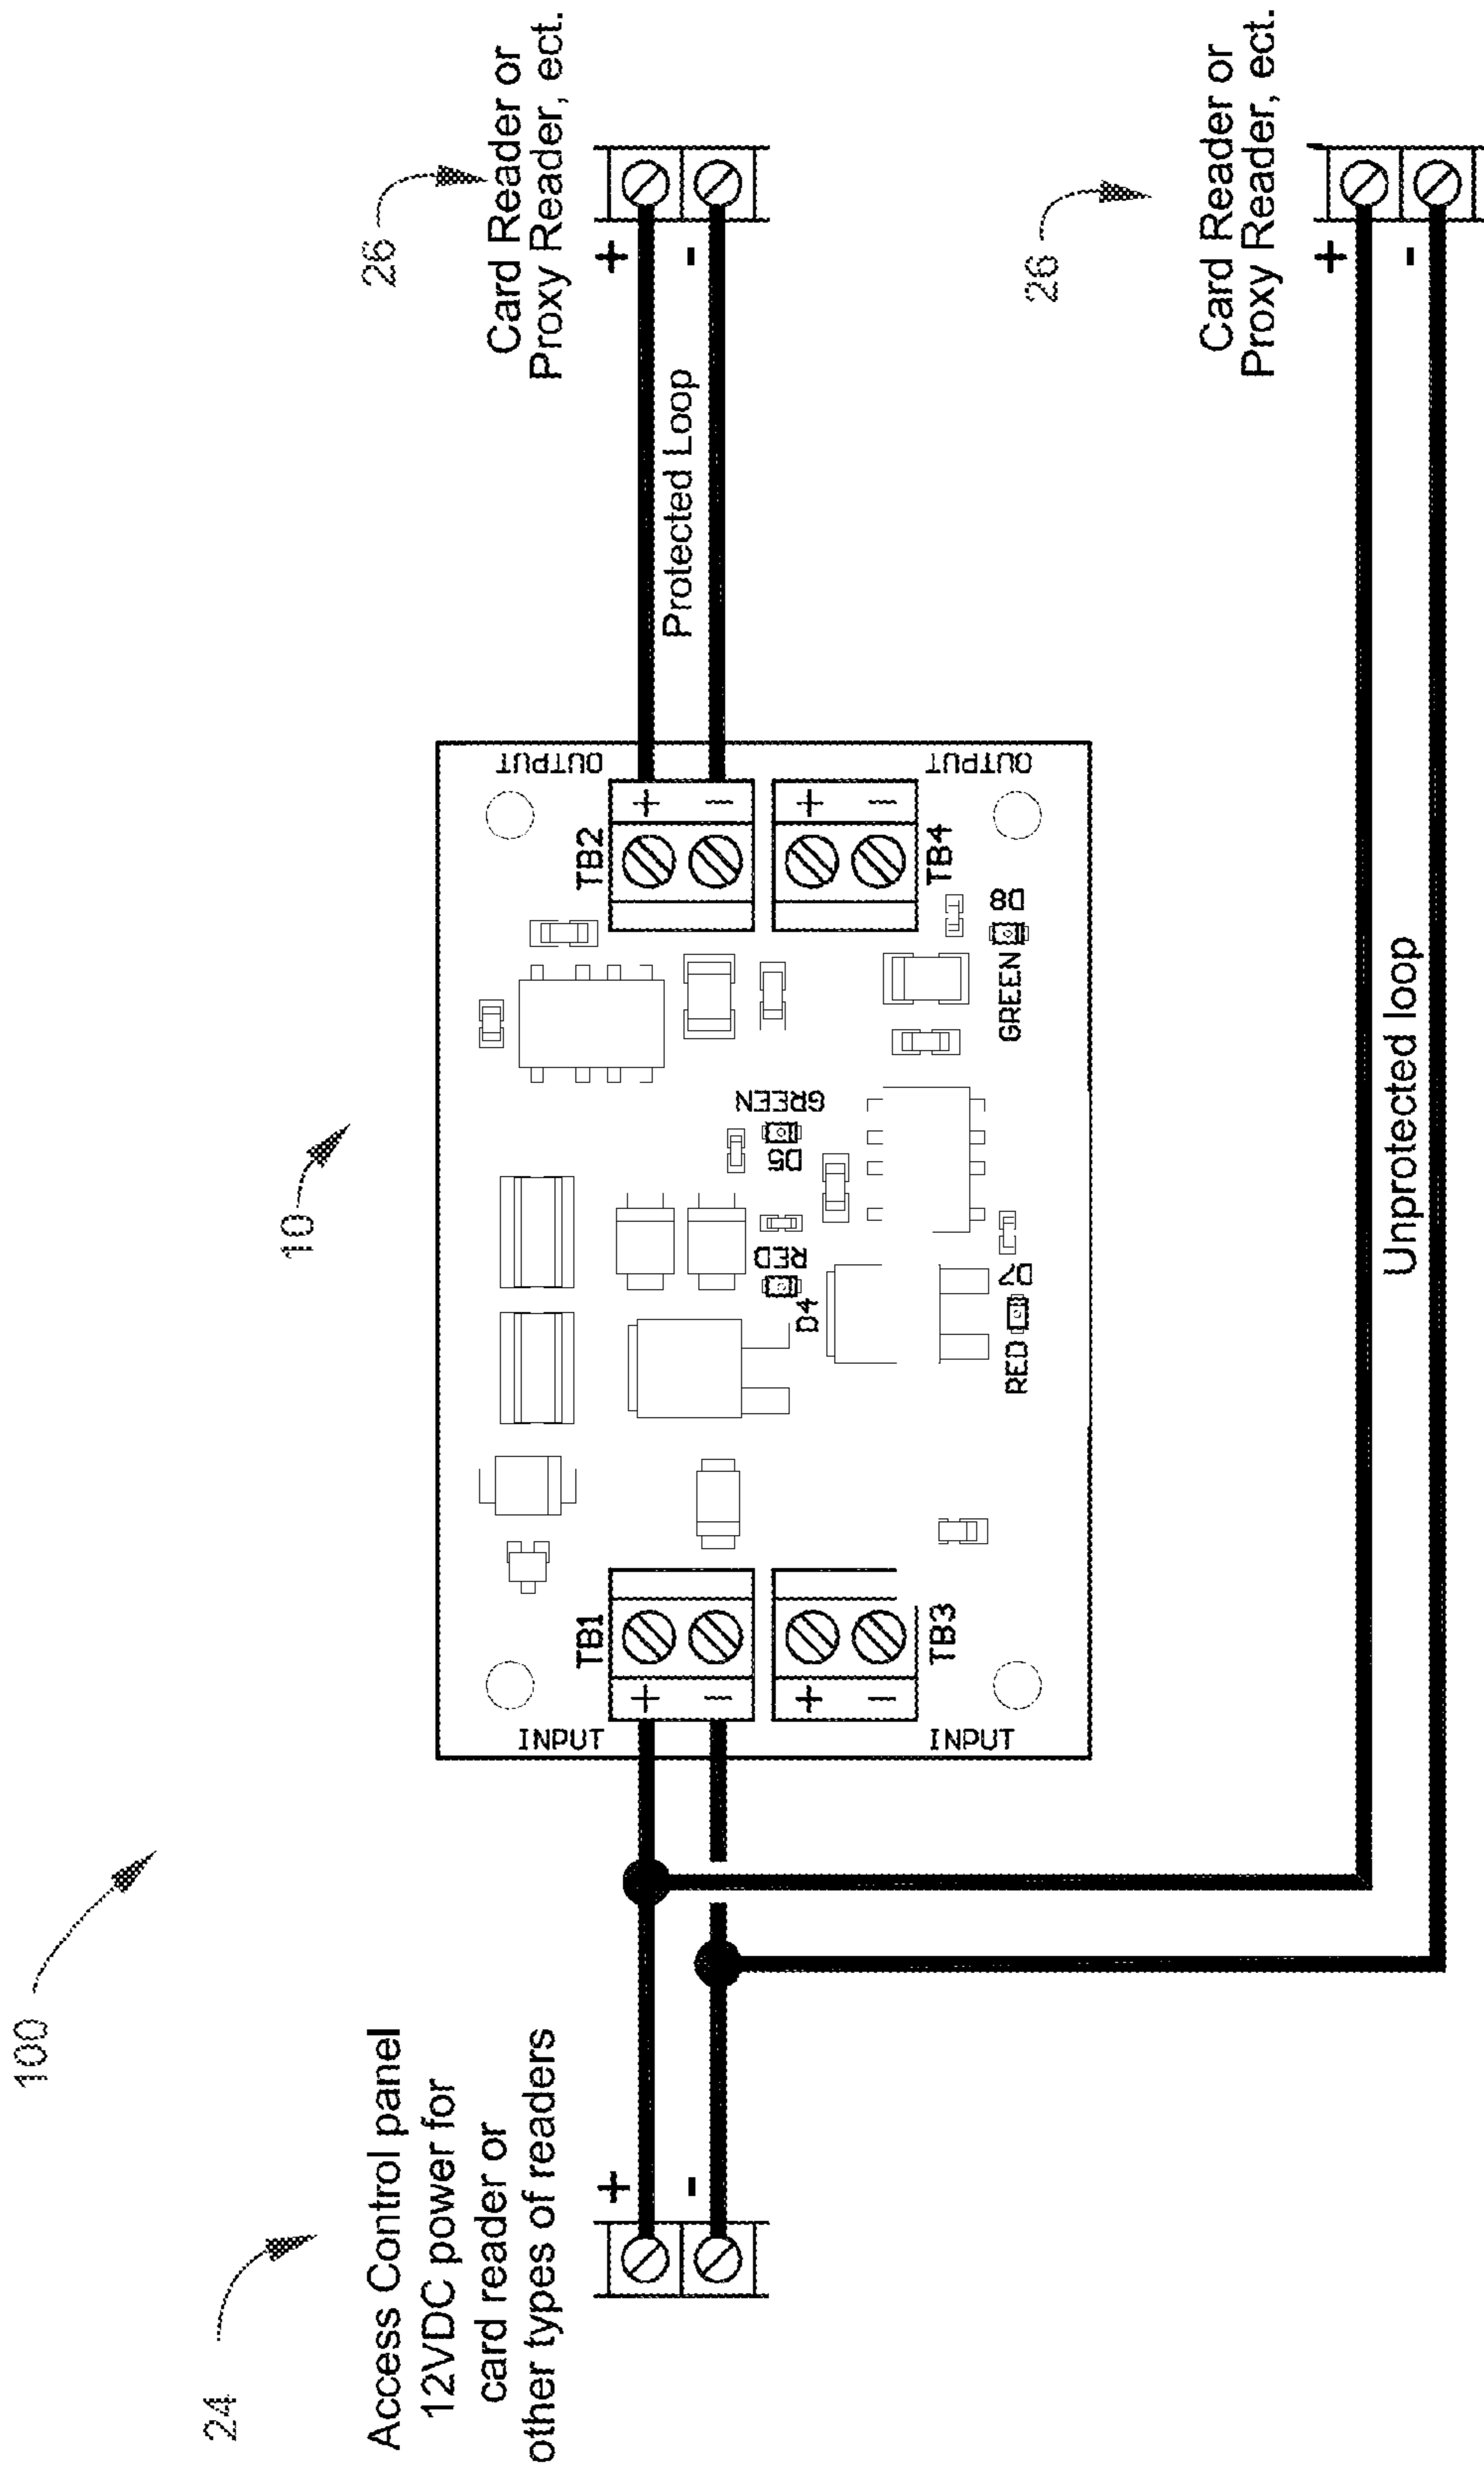 100
24
Access Control panel
12VDC power for
card reader or
other types of readers
+
-
10
INPUT
TB1
+
−
OUTPUT
TB2
+
−
RED
D4
GREEN
D5
INPUT
TB3
+
−
RED
D7
GREEN
D8
OUTPUT
TB4
+
−
Protected Loop
26
Card Reader or
Proxy Reader, ect.
+
-
Unprotected loop
26
Card Reader or
Proxy Reader, ect.
+
-